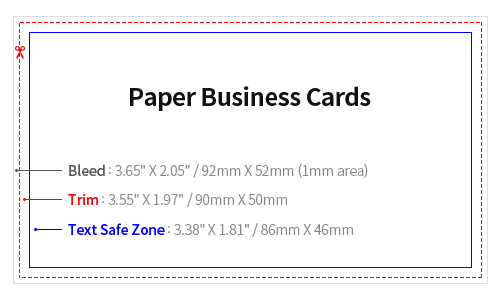 Paper Business Cards
Bleed : 3.65" X 2.05" / 92mm X 52mm (1mm area)
Trim : 3.55" X 1.97" / 90mm X 50mm
Text Safe Zone : 3.38" X 1.81" / 86mm X 46mm